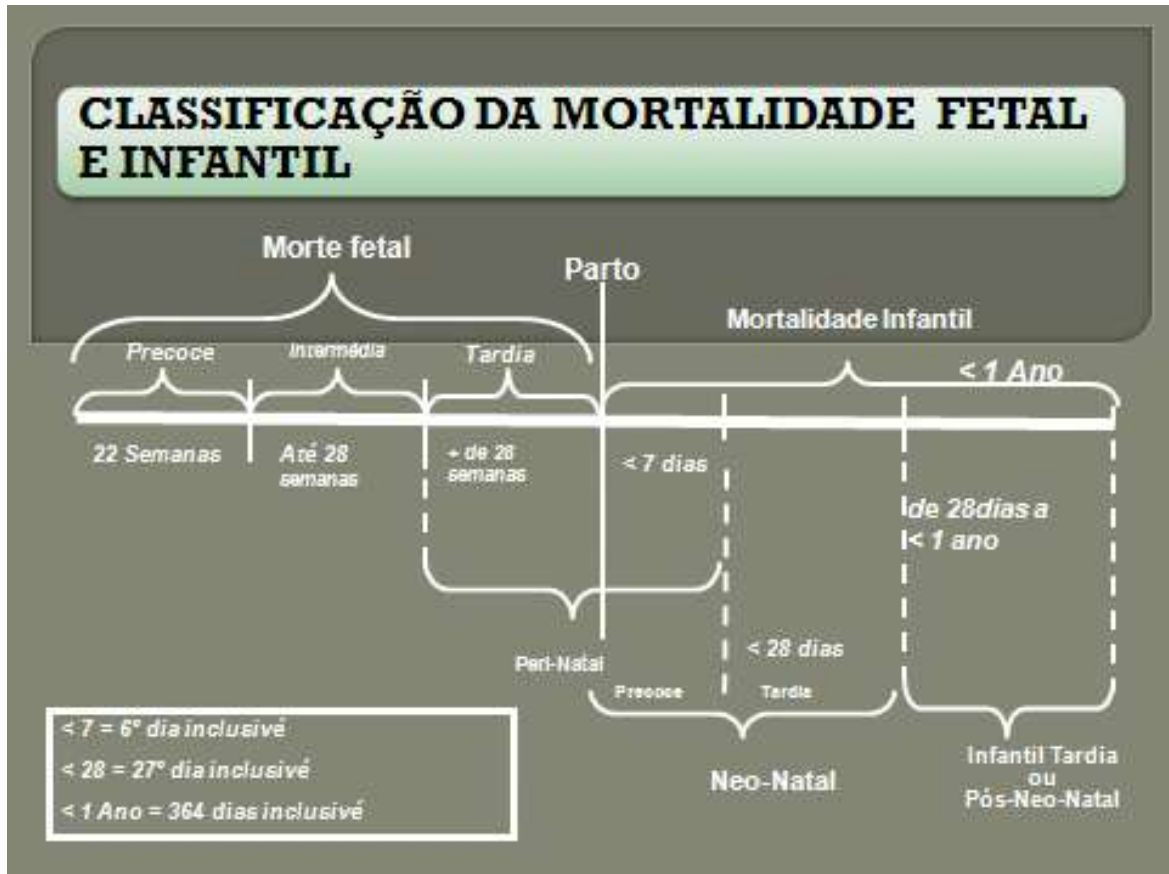 CLASSIFICAÇÃO DA MORTALIDADE FETAL
E INFANTIL
Morte fetal
Parto
Mortalidade Infantil
Precoce
Intermédia
Tardia
< 1 Ano
22 Semanas
Até 28
semanas
+ de 28
semanas
< 7 dias
de 28dias a
< 1 ano
Peri-Natal
< 28 dias
Precoce
Tardia
Neo-Natal
Infantil Tardia
ou
Pós-Neo-Natal
< 7 = 6º dia inclusivé
< 28 = 27º dia inclusivé
< 1 Ano = 364 dias inclusivé